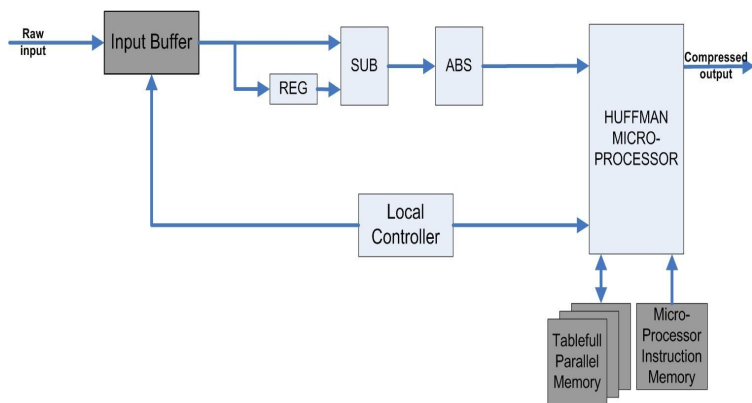 Raw
input
Input Buffer
REG
SUB
ABS
HUFFMAN
MICRO-
PROCESSOR
Compressed
output
Local
Controller
Tablefull
Parallel
Memory
Micro-
Processor
Instruction
Memory